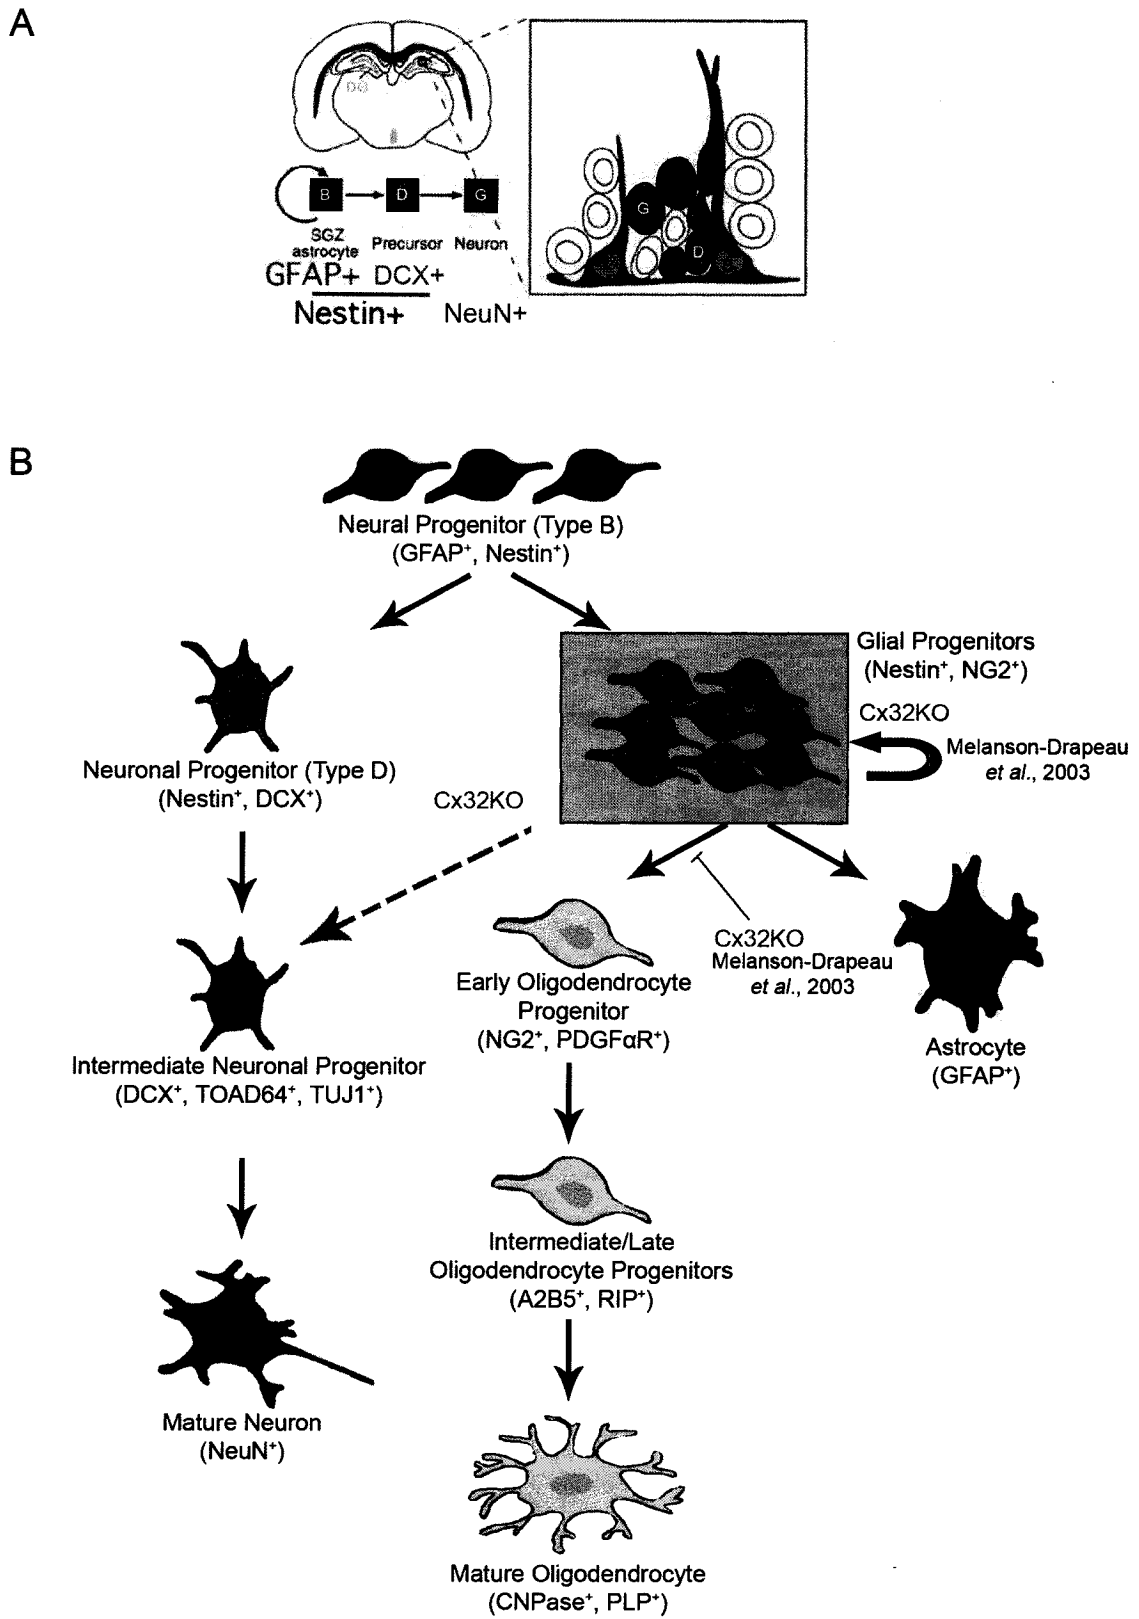 A
DG
B
D
G
SGZ
astrocyte
Precursor
Neuron
GFAP+
DCX+
Nestin+
NeuN+
G
D
B
Neural Progenitor (Type B)
(GFAP⁺, Nestin⁺)
Glial Progenitors
(Nestin⁺, NG2⁺)
Cx32KO
Melanson-Drapeau
et al., 2003
Neuronal Progenitor (Type D)
(Nestin⁺, DCX⁺)
Cx32KO
Cx32KO
Melanson-Drapeau
et al., 2003
Early Oligodendrocyte
Progenitor
(NG2⁺, PDGFαR⁺)
Astrocyte
(GFAP⁺)
Intermediate Neuronal Progenitor
(DCX⁺, TOAD64⁺, TUJ1⁺)
Intermediate/Late
Oligodendrocyte Progenitors
(A2B5⁺, RIP⁺)
Mature Neuron
(NeuN⁺)
Mature Oligodendrocyte
(CNPase⁺, PLP⁺)